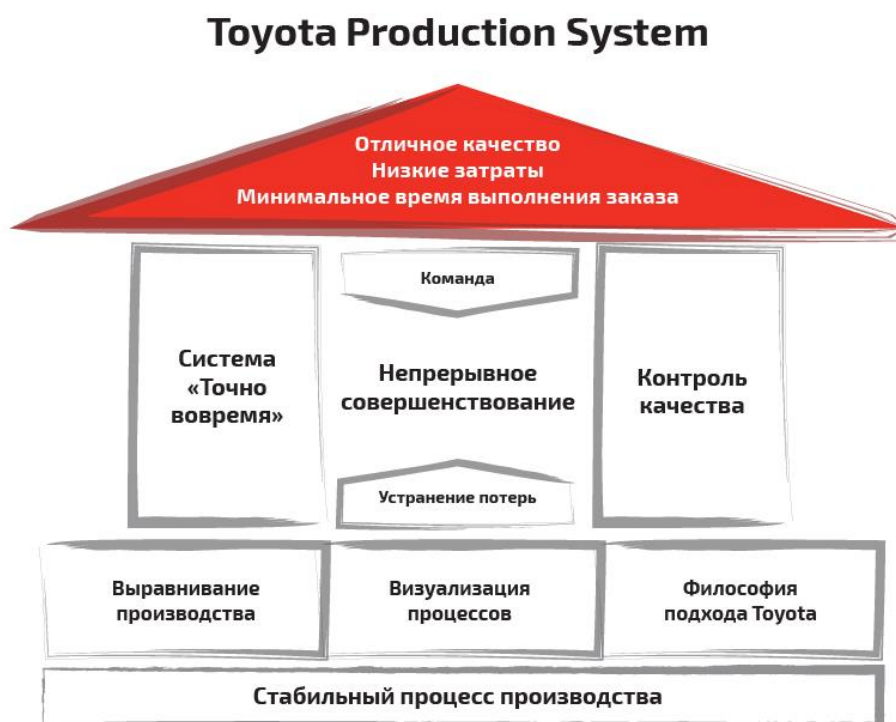 Toyota Production System
Отличное качество
Низкие затраты
Минимальное время выполнения заказа
Команда
Система
«Точно
вовремя»
Непрерывное
совершенствование
Контроль
качества
Устранение потерь
Выравнивание
производства
Визуализация
процессов
Философия
подхода Toyota
Стабильный процесс производства